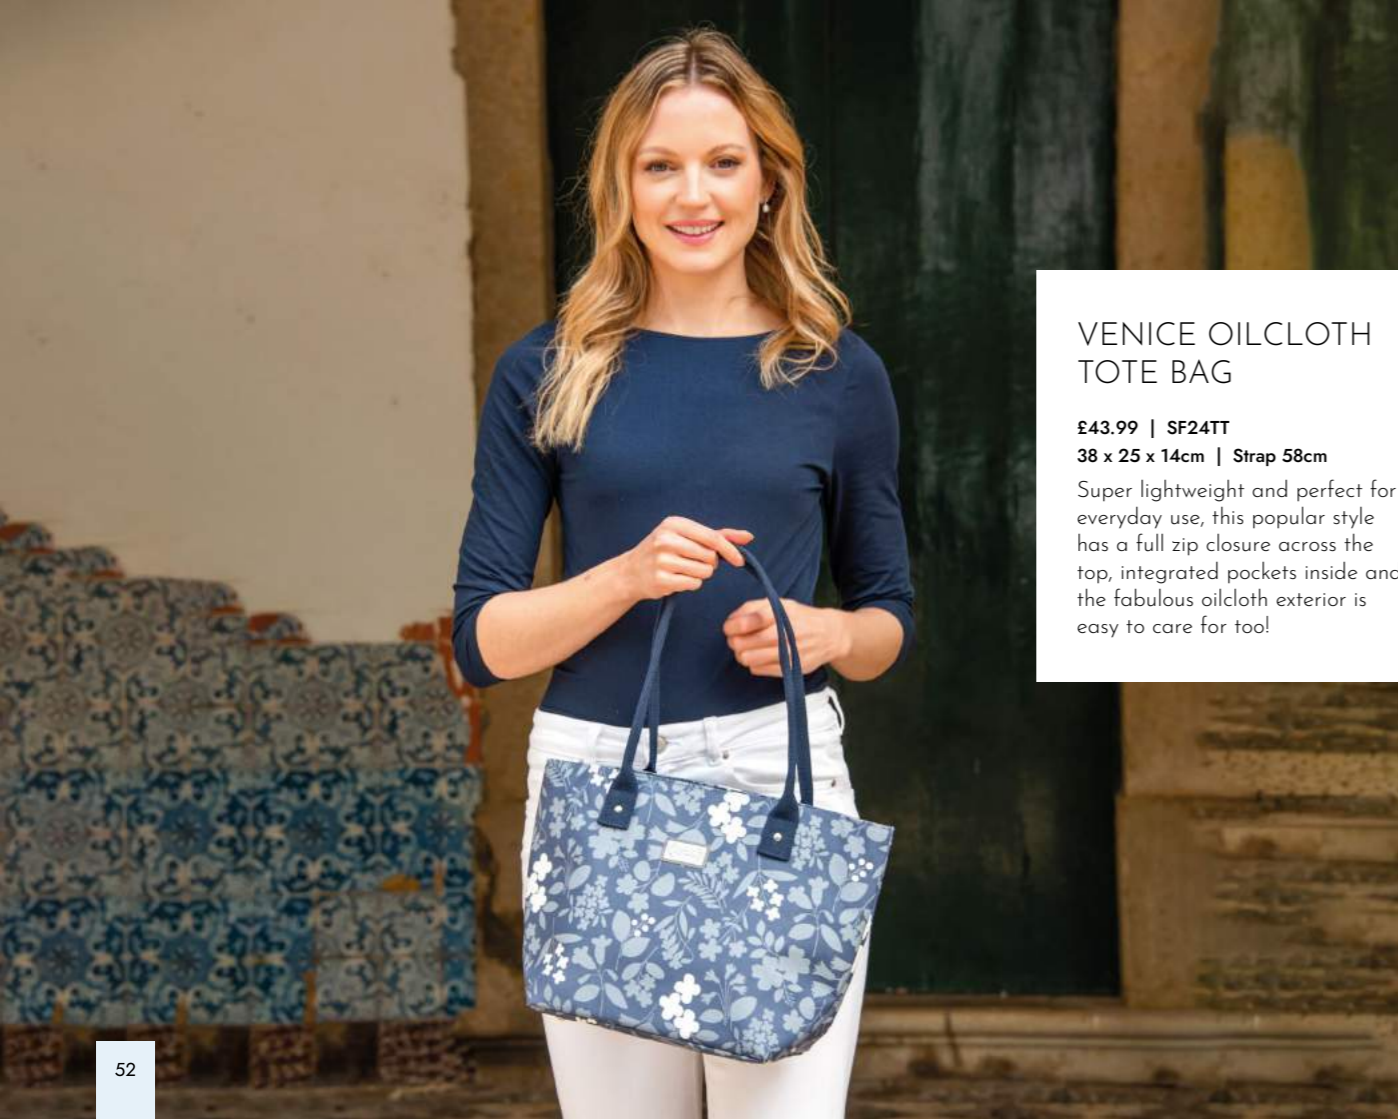 VENICE OILCLOTH
TOTE BAG
£43.99 | SF24TT
38 x 25 x 14cm | Strap 58cm
Super lightweight and perfect for
everyday use, this popular style
has a full zip closure across the
top, integrated pockets inside and
the fabulous oilcloth exterior is
easy to care for too!
52